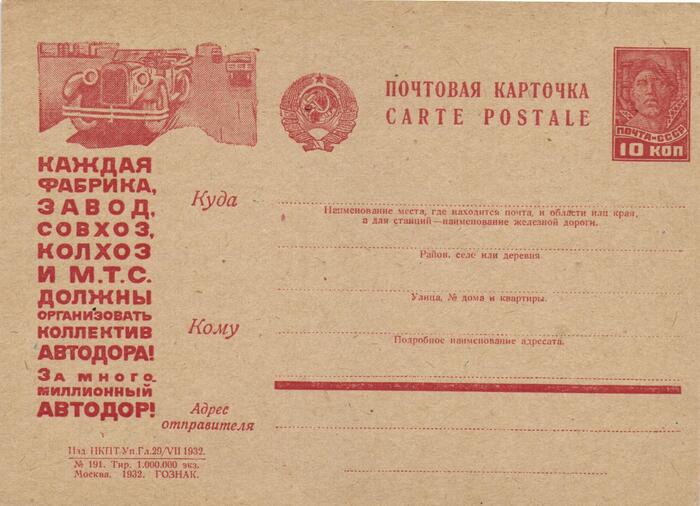 ПОЧТОВАЯ КАРТОЧКА
CARTE POSTALE
ПОЧТА-СССР
10 КОП
КАЖДАЯ
ФАБРИКА,
ЗАВОД,
СОВХОЗ,
КОЛХОЗ
И М.Т.С.
ДОЛЖНЫ
ОРГАНИЗОВАТЬ
КОЛЛЕКТИВ
АВТОДОРА!
ЗА МНОГО-
МИЛЛИОННЫЙ
АВТОДОР!
Куда
Наименование места, где находится почта, и области или края,
а для станций—наименование железной дороги.
Район, село или деревня
Улица, № дома и квартиры.
Кому
Подробное наименование адресата.
Адрес
отправителя
Изд. НКПТ-Уп.Гл.29/VII 1932.
№ 191. Тир. 1.000.000 экз.
Москва. 1932. ГОЗНАК.